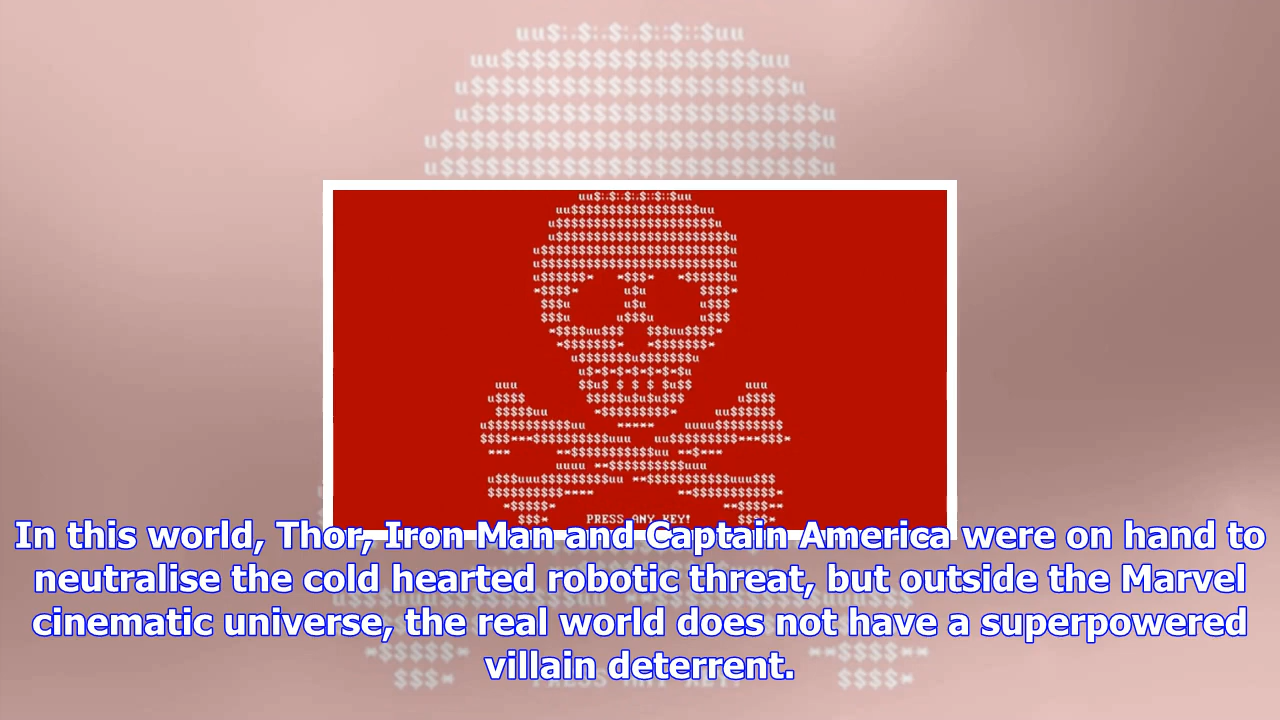 PRESS ANY KEY!
In this world, Thor, Iron Man and Captain America were on hand to
neutralise the cold hearted robotic threat, but outside the Marvel
cinematic universe, the real world does not have a superpowered
villain deterrent.